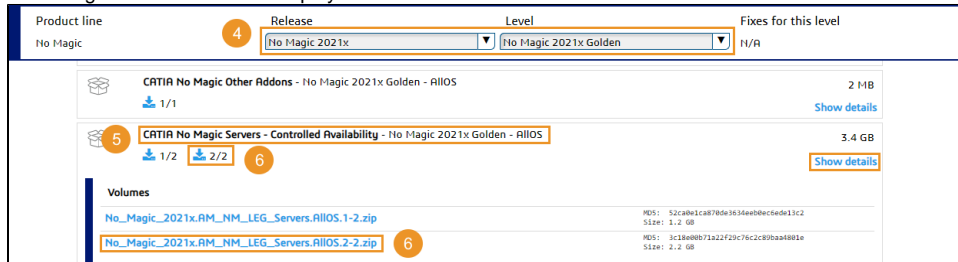 Product line Release Level Fixes for this level
4
No Magic No Magic 2021x No Magic 2021x Golden N/A
CATIA No Magic Other Addons - No Magic 2021x Golden - AllOS 2 MB
1/1 Show details
5 CATIA No Magic Servers - Controlled Availability - No Magic 2021x Golden - AllOS 3.4 GB
1/2 2/2 6 Show details
Volumes
No_Magic_2021x.AM_NM_LEG_Servers.AllOS.1-2.zip MD5: 52ca0e1ca870de3634eeb0ec6ede13c2
Size: 1.2 GB
No_Magic_2021x.AM_NM_LEG_Servers.AllOS.2-2.zip 6 MD5: 3c18e00b71a22f29c76c2c89baa4801e
Size: 2.2 GB